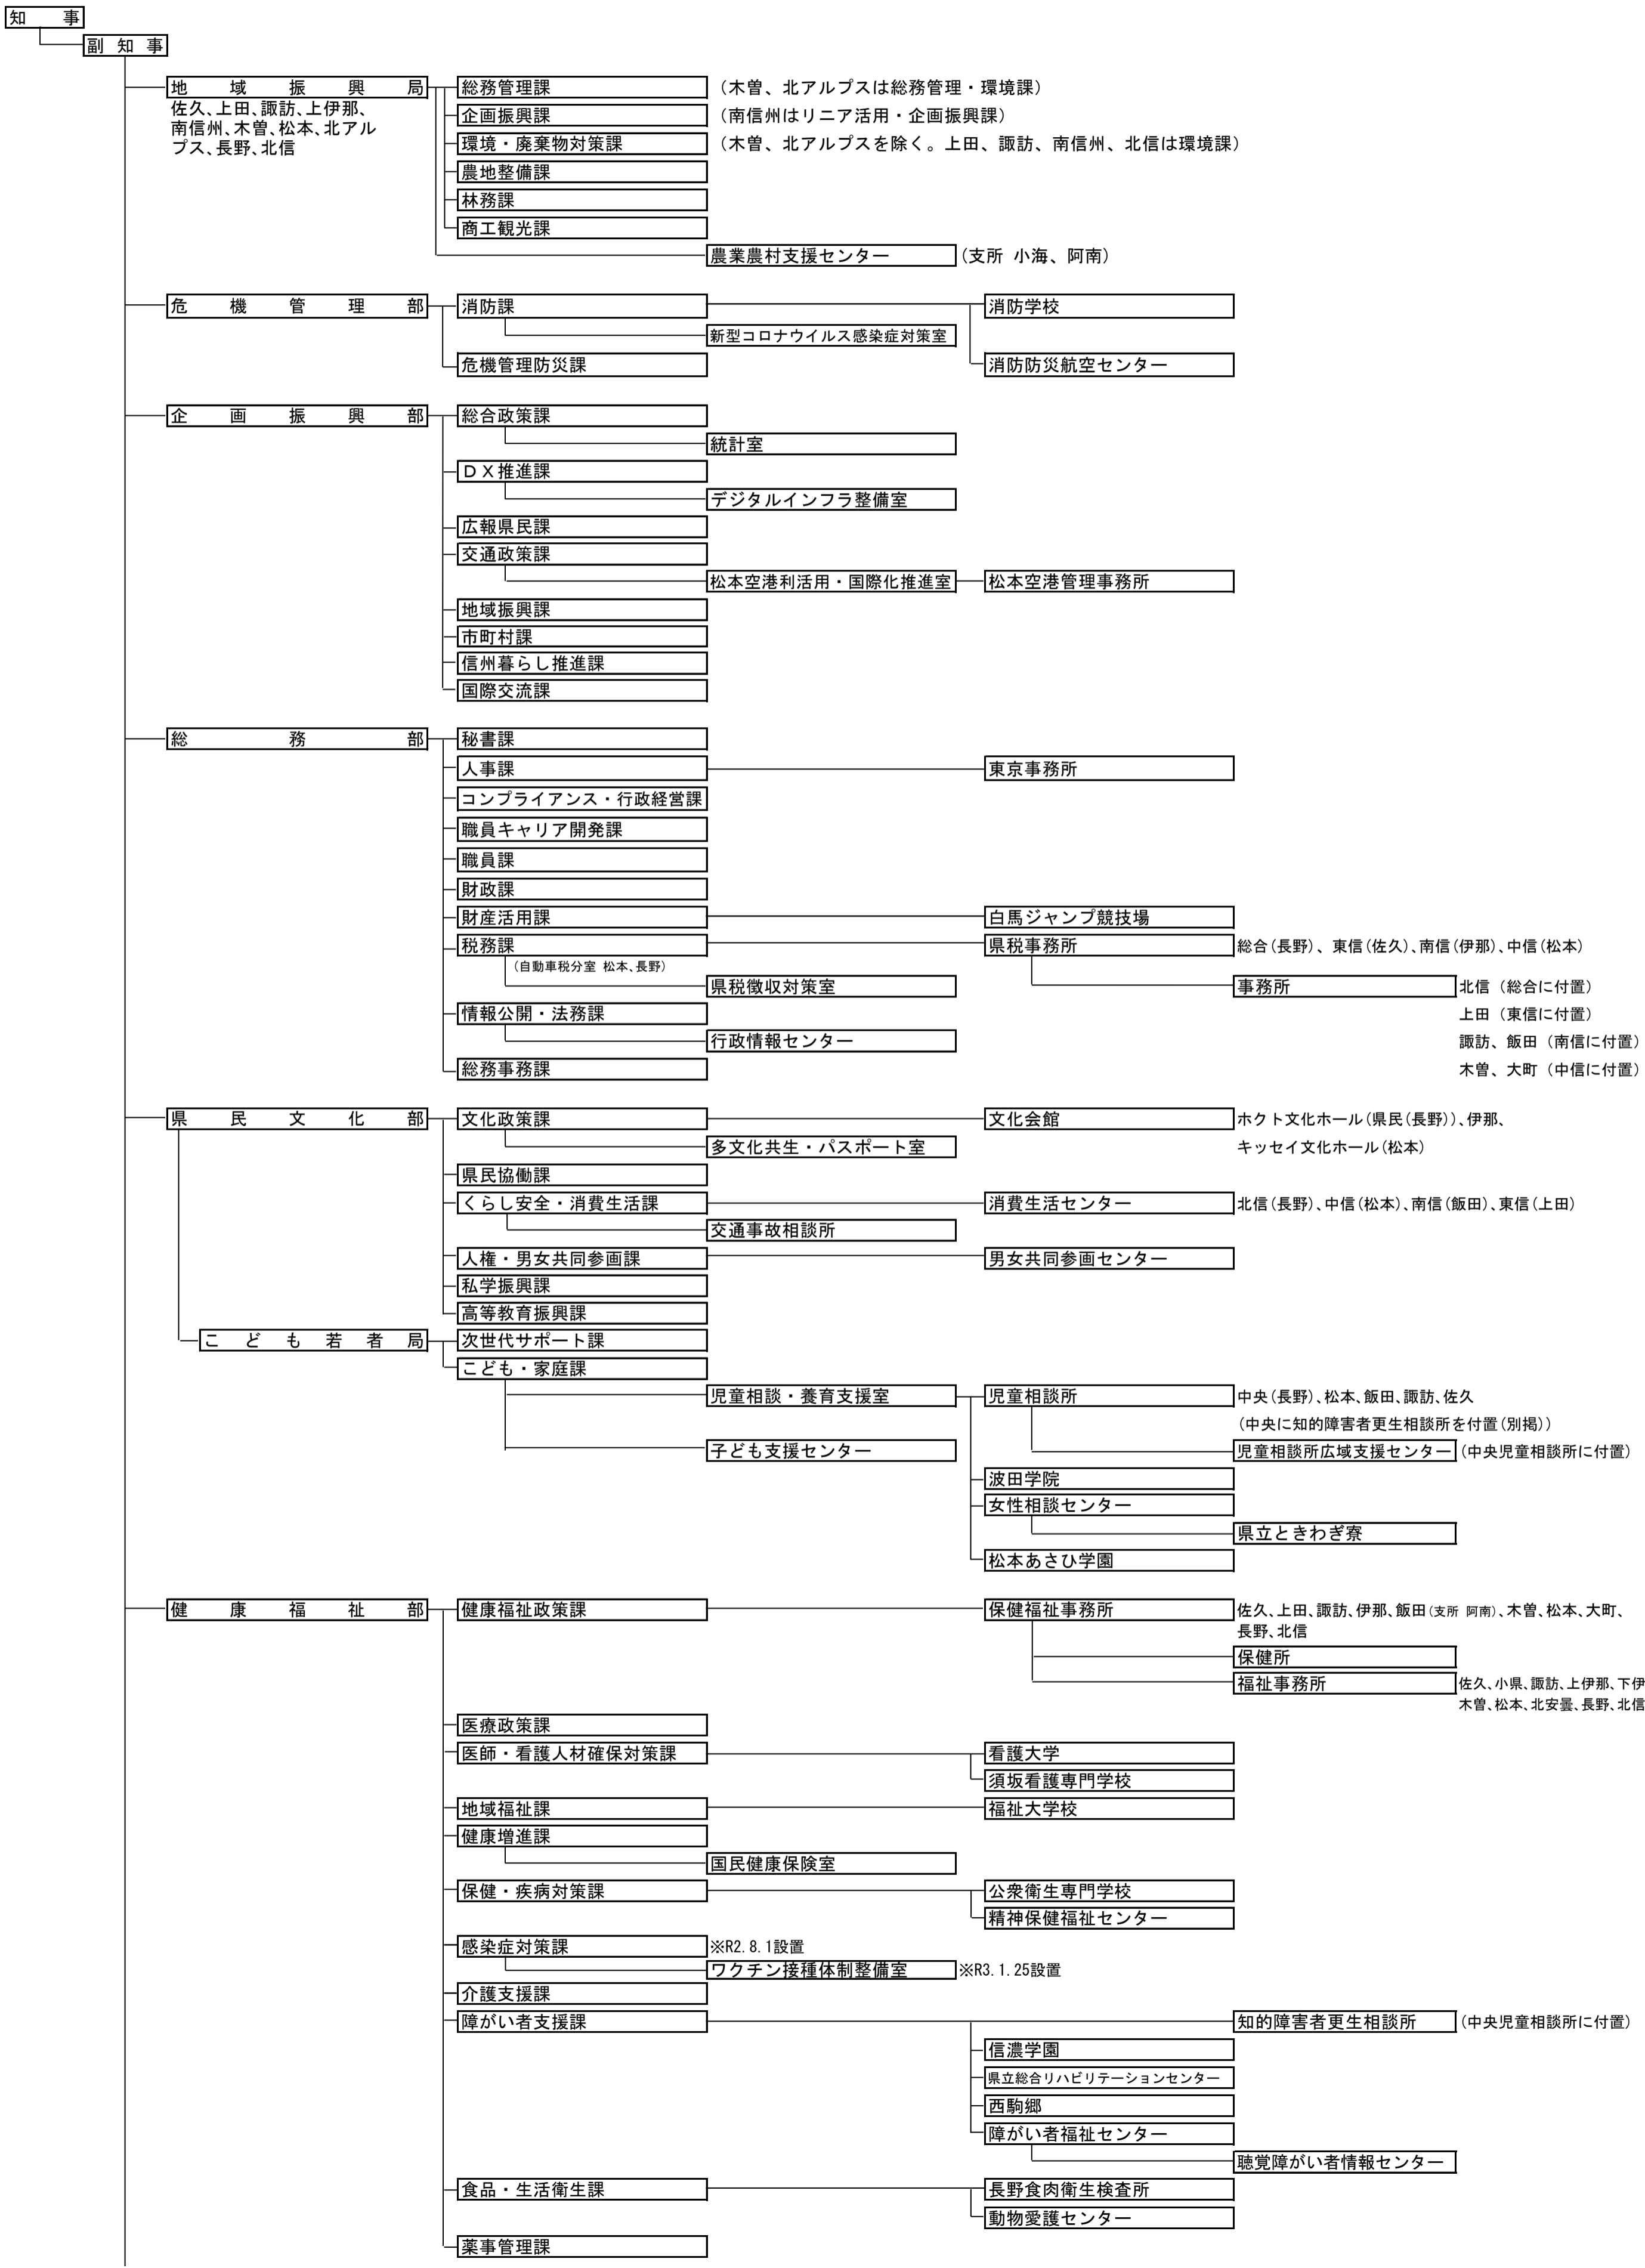 知事
副知事
地域振興局 総務管理課 （木曽、北アルプスは総務管理・環境課）
佐久、上田、諏訪、上伊那、
南信州、木曽、松本、北アル
プス、長野、北信
企画振興課 （南信州はリニア活用・企画振興課）
環境・廃棄物対策課 （木曽、北アルプスを除く。上田、諏訪、南信州、北信は環境課）
農地整備課
林務課
商工観光課
農業農村支援センター （支所 小海、阿南）
危機管理部 消防課 消防学校
新型コロナウイルス感染症対策室
危機管理防災課 消防防災航空センター
企画振興部 総合政策課
統計室
ＤＸ推進課
デジタルインフラ整備室
広報県民課
交通政策課
松本空港利活用・国際化推進室 松本空港管理事務所
地域振興課
市町村課
信州暮らし推進課
国際交流課
総務部 秘書課
人事課 東京事務所
コンプライアンス・行政経営課
職員キャリア開発課
職員課
財政課
財産活用課 白馬ジャンプ競技場
税務課 県税事務所 総合(長野)、東信(佐久)、南信(伊那)、中信(松本)
(自動車税分室 松本、長野)
県税徴収対策室 事務所 北信（総合に付置）
情報公開・法務課 上田（東信に付置）
行政情報センター 諏訪、飯田（南信に付置）
総務事務課 木曽、大町（中信に付置）
県民文化部 文化政策課 文化会館 ホクト文化ホール(県民(長野))、伊那、
多文化共生・パスポート室 キッセイ文化ホール(松本)
県民協働課
くらし安全・消費生活課 消費生活センター 北信(長野)、中信(松本)、南信(飯田)、東信(上田)
交通事故相談所
人権・男女共同参画課 男女共同参画センター
私学振興課
高等教育振興課
こども若者局 次世代サポート課
こども・家庭課
児童相談・養育支援室 児童相談所 中央(長野)、松本、飯田、諏訪、佐久
（中央に知的障害者更生相談所を付置(別掲)）
子ども支援センター 児童相談所広域支援センター （中央児童相談所に付置）
波田学院
女性相談センター
県立ときわぎ寮
松本あさひ学園
健康福祉部 健康福祉政策課 保健福祉事務所 佐久、上田、諏訪、伊那、飯田(支所 阿南)、木曽、松本、大町、
長野、北信
保健所
福祉事務所 佐久、小県、諏訪、上伊那、下伊
木曽、松本、北安曇、長野、北信
医療政策課
医師・看護人材確保対策課 看護大学
須坂看護専門学校
地域福祉課 福祉大学校
健康増進課
国民健康保険室
保健・疾病対策課 公衆衛生専門学校
精神保健福祉センター
感染症対策課 ※R2.8.1設置
ワクチン接種体制整備室 ※R3.1.25設置
介護支援課
障がい者支援課 知的障害者更生相談所 （中央児童相談所に付置）
信濃学園
県立総合リハビリテーションセンター
西駒郷
障がい者福祉センター
聴覚障がい者情報センター
食品・生活衛生課 長野食肉衛生検査所
動物愛護センター
薬事管理課